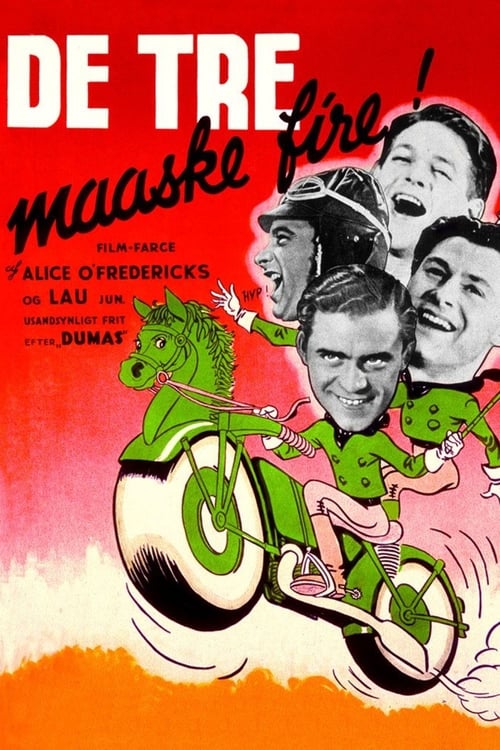 DE TRE
maaske fire!
FILM-FARCE
af ALICE O'FREDERICKS
OG LAU JUN.
USANDSYNLIGT FRIT
EFTER „DUMAS"
HYP!